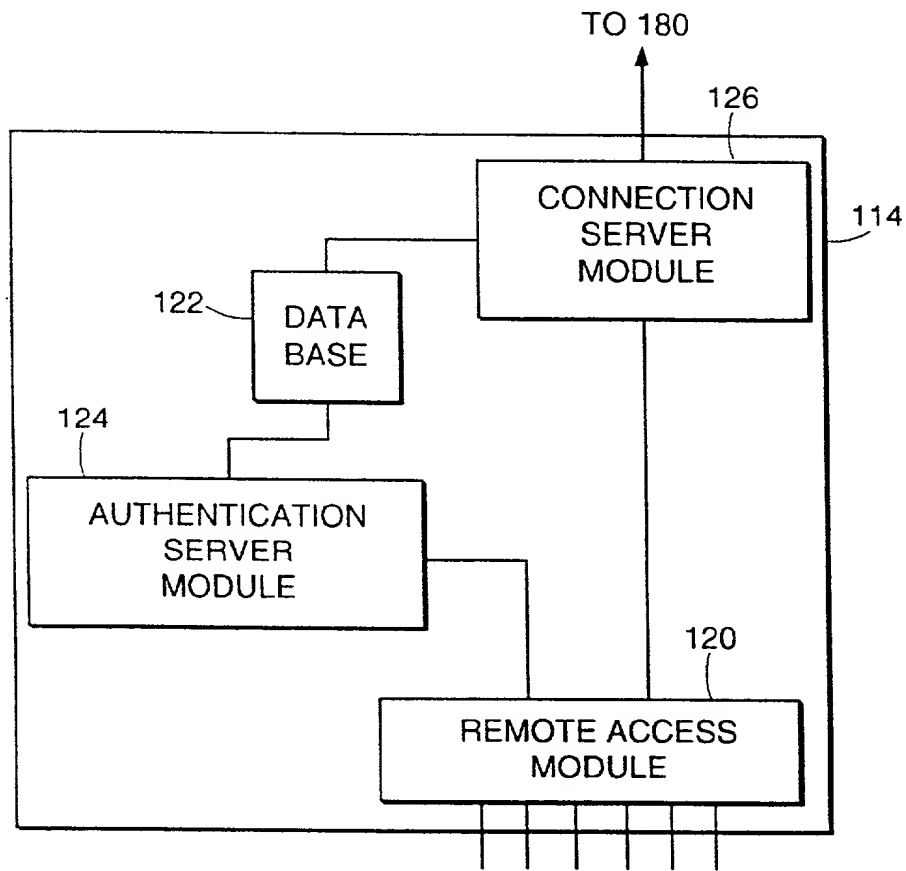 TO 180
126
CONNECTION
SERVER
MODULE
114
122
DATA
BASE
124
AUTHENTICATION
SERVER
MODULE
120
REMOTE ACCESS
MODULE